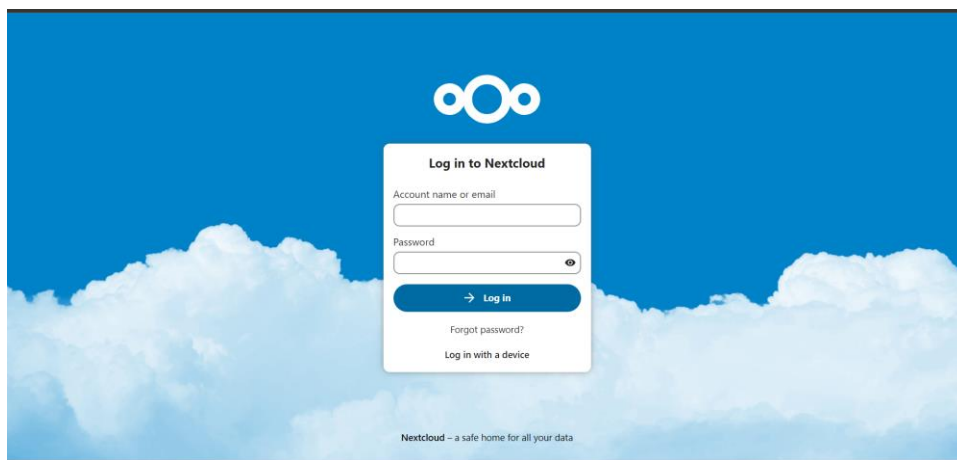 Log in to Nextcloud
Account name or email
Password
→ Log in
Forgot password?
Log in with a device
Nextcloud – a safe home for all your data